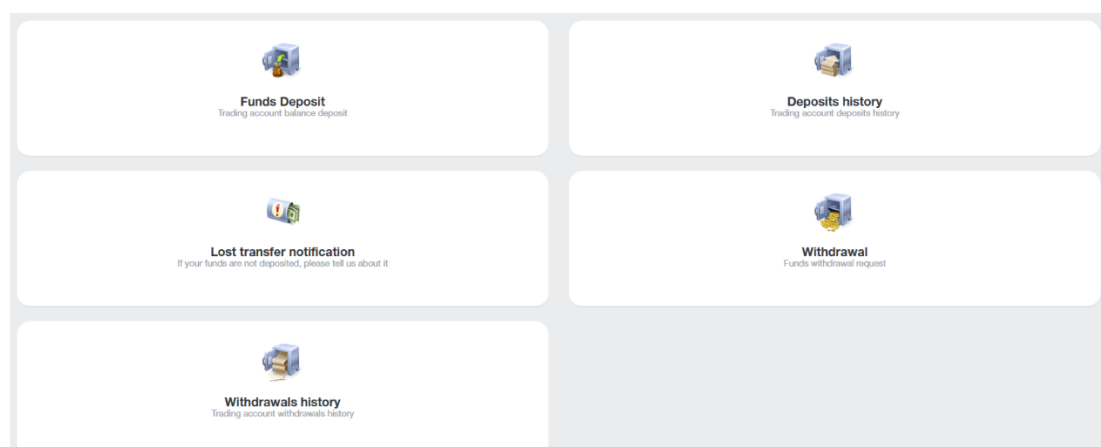 Funds Deposit
Trading account balance deposit
Deposits history
Trading account deposits history
Lost transfer notification
If your funds are not deposited, please tell us about it
Withdrawal
Funds withdrawal request
Withdrawals history
Trading account withdrawals history